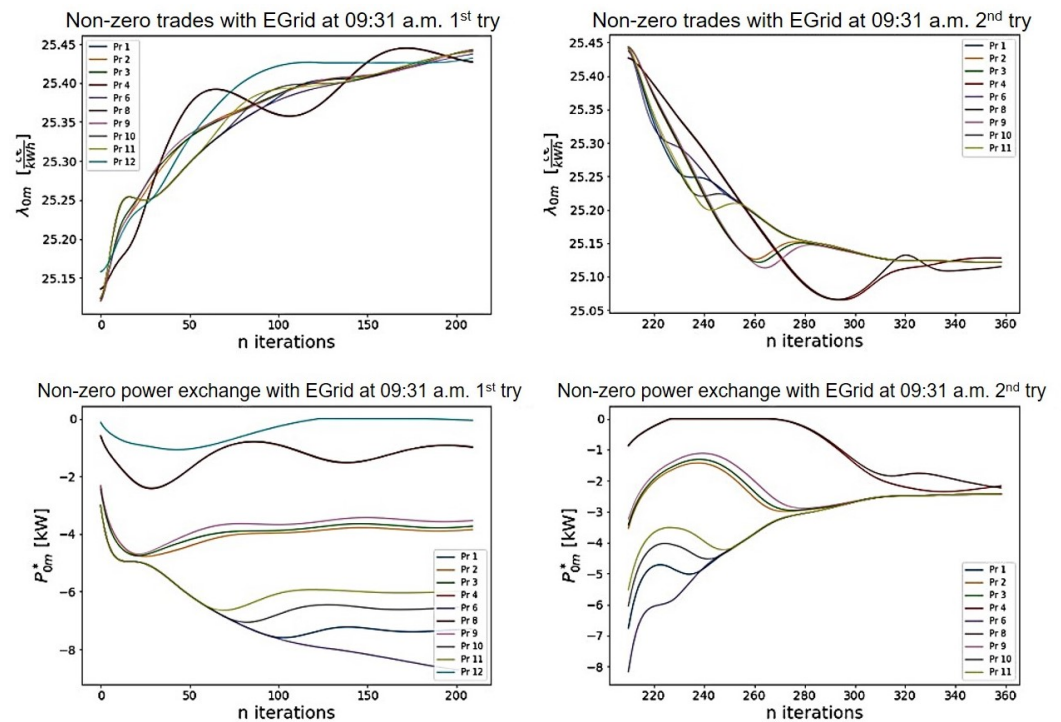 Non-zero trades with EGrid at 09:31 a.m. 1st try
25.45
25.40
25.35
25.30
25.25
25.20
25.15
λ0m [c€/kWh]
Pr 1
Pr 2
Pr 3
Pr 4
Pr 6
Pr 8
Pr 9
Pr 10
Pr 11
Pr 12
0 50 100 150 200
n iterations
Non-zero trades with EGrid at 09:31 a.m. 2nd try
25.45
25.40
25.35
25.30
25.25
25.20
25.15
25.10
25.05
λ0m [c€/kWh]
Pr 1
Pr 2
Pr 3
Pr 4
Pr 6
Pr 8
Pr 9
Pr 10
Pr 11
220 240 260 280 300 320 340 360
n iterations
Non-zero power exchange with EGrid at 09:31 a.m. 1st try
0
−2
−4
−6
−8
P*0m [kW]
Pr 1
Pr 2
Pr 3
Pr 4
Pr 6
Pr 8
Pr 9
Pr 10
Pr 11
Pr 12
0 50 100 150 200
n iterations
Non-zero power exchange with EGrid at 09:31 a.m. 2nd try
0
−1
−2
−3
−4
−5
−6
−7
−8
P*0m [kW]
Pr 1
Pr 2
Pr 3
Pr 4
Pr 6
Pr 8
Pr 9
Pr 10
Pr 11
220 240 260 280 300 320 340 360
n iterations